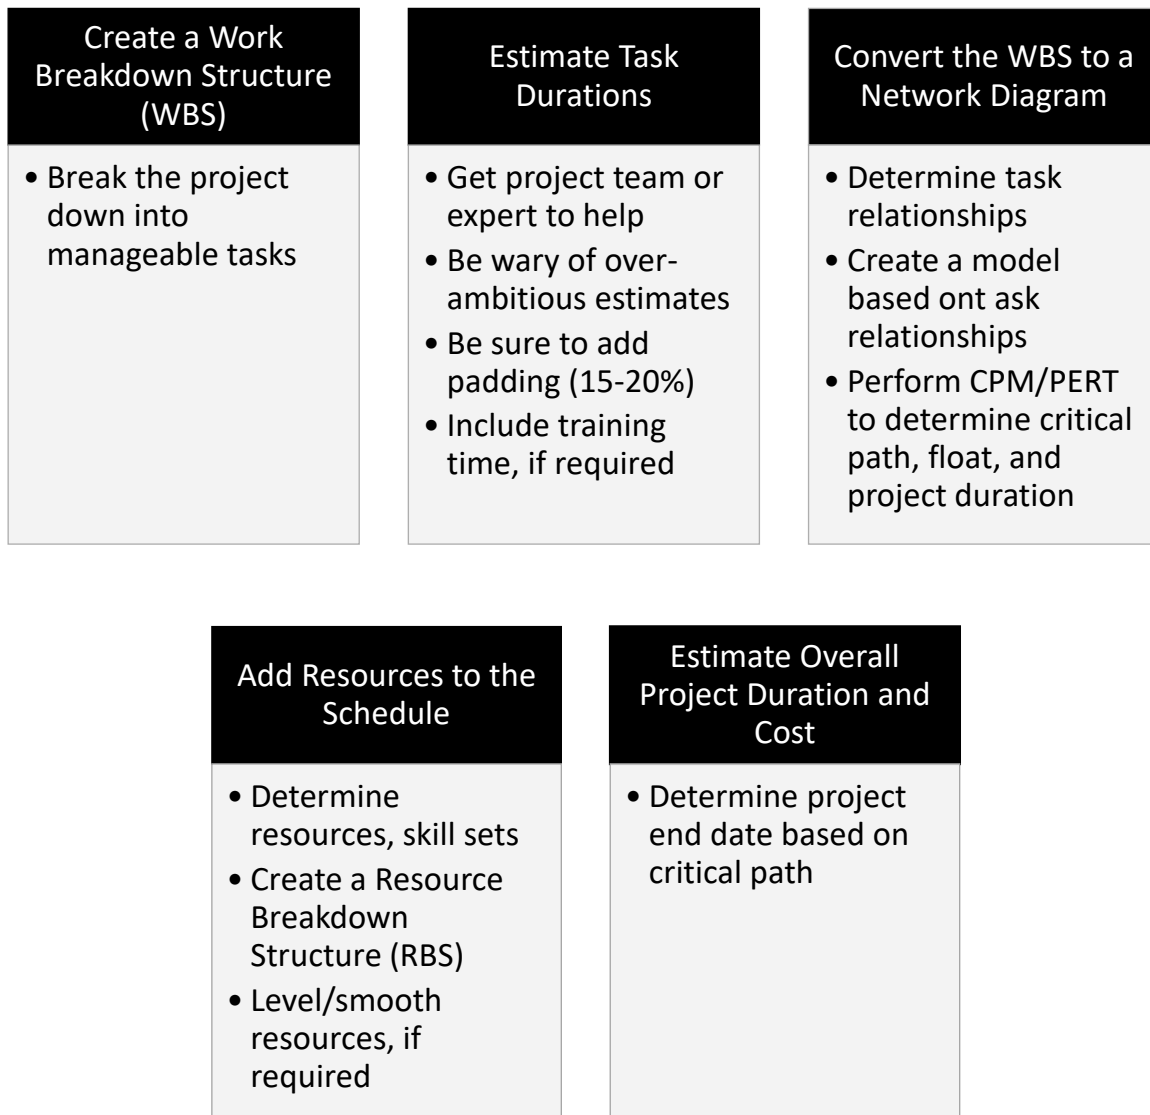 Create a Work
Breakdown Structure
(WBS)
• Break the project
down into
manageable tasks
Estimate Task
Durations
• Get project team or
expert to help
• Be wary of over-
ambitious estimates
• Be sure to add
padding (15-20%)
• Include training
time, if required
Convert the WBS to a
Network Diagram
• Determine task
relationships
• Create a model
based ont ask
relationships
• Perform CPM/PERT
to determine critical
path, float, and
project duration
Add Resources to the
Schedule
• Determine
resources, skill sets
• Create a Resource
Breakdown
Structure (RBS)
• Level/smooth
resources, if
required
Estimate Overall
Project Duration and
Cost
• Determine project
end date based on
critical path